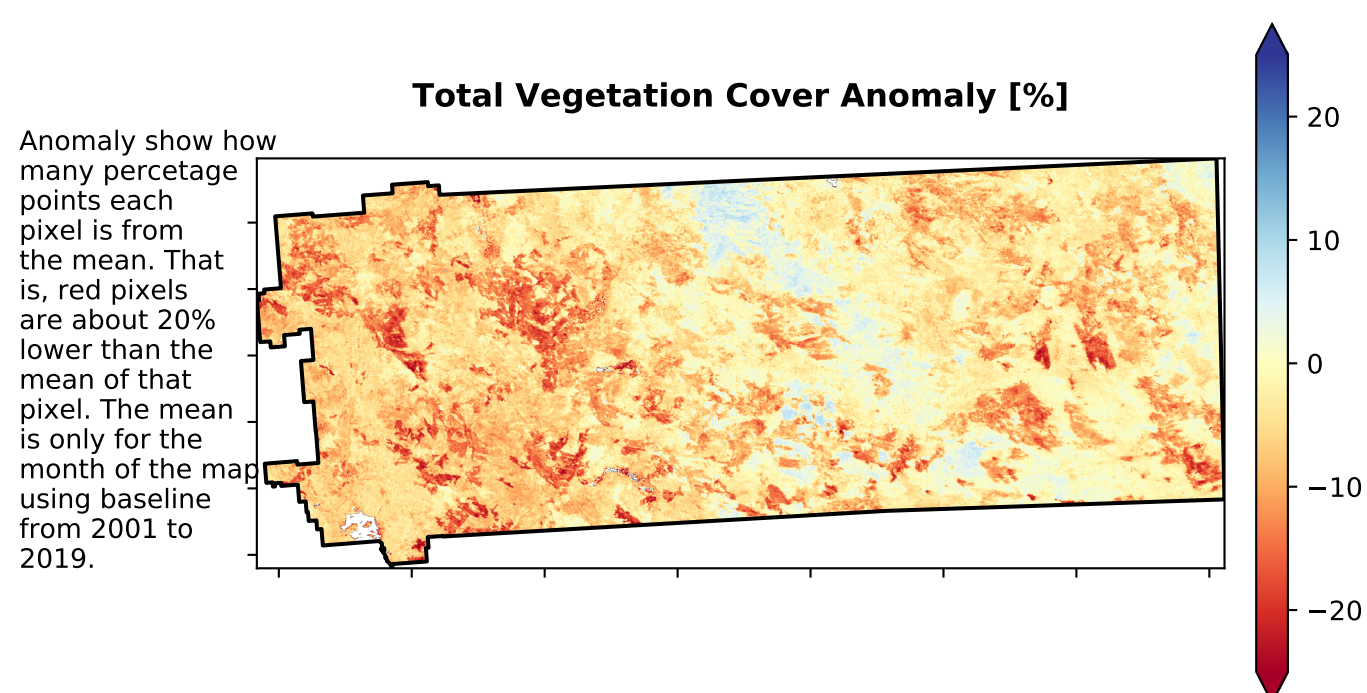 Total Vegetation Cover Anomaly [%]
Anomaly show how
many percetage
points each
pixel is from
the mean. That
is, red pixels
are about 20%
lower than the
mean of that
pixel. The mean
is only for the
month of the map
using baseline
from 2001 to
2019.
20
10
0
−10
−20